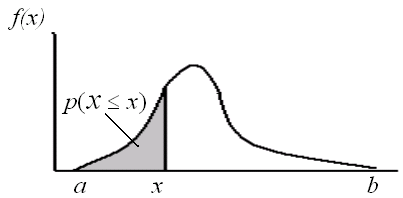 f(x)
p(X ≤ x)
a x b